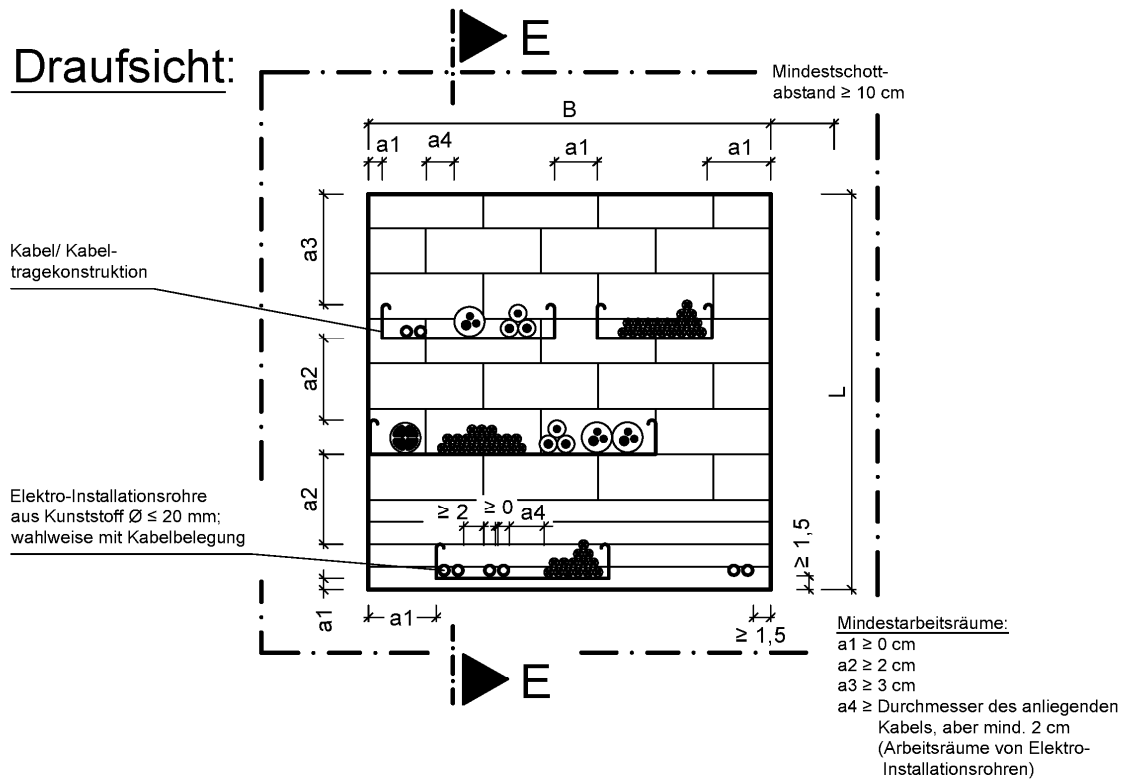 E
Draufsicht:
Mindestschott-
abstand ≥ 10 cm
B
a1
a4
a1
a1
a3
Kabel/ Kabel-
tragekonstruktion
a2
L
a2
Elektro-Installationsrohre
aus Kunststoff Ø ≤ 20 mm;
wahlweise mit Kabelbelegung
≥ 2
≥ 0
a4
≥ 1,5
a1
a1
≥ 1,5
E
Mindestarbeitsräume:
a1 ≥ 0 cm
a2 ≥ 2 cm
a3 ≥ 3 cm
a4 ≥ Durchmesser des anliegenden
Kabels, aber mind. 2 cm
(Arbeitsräume von Elektro-
Installationsrohren)